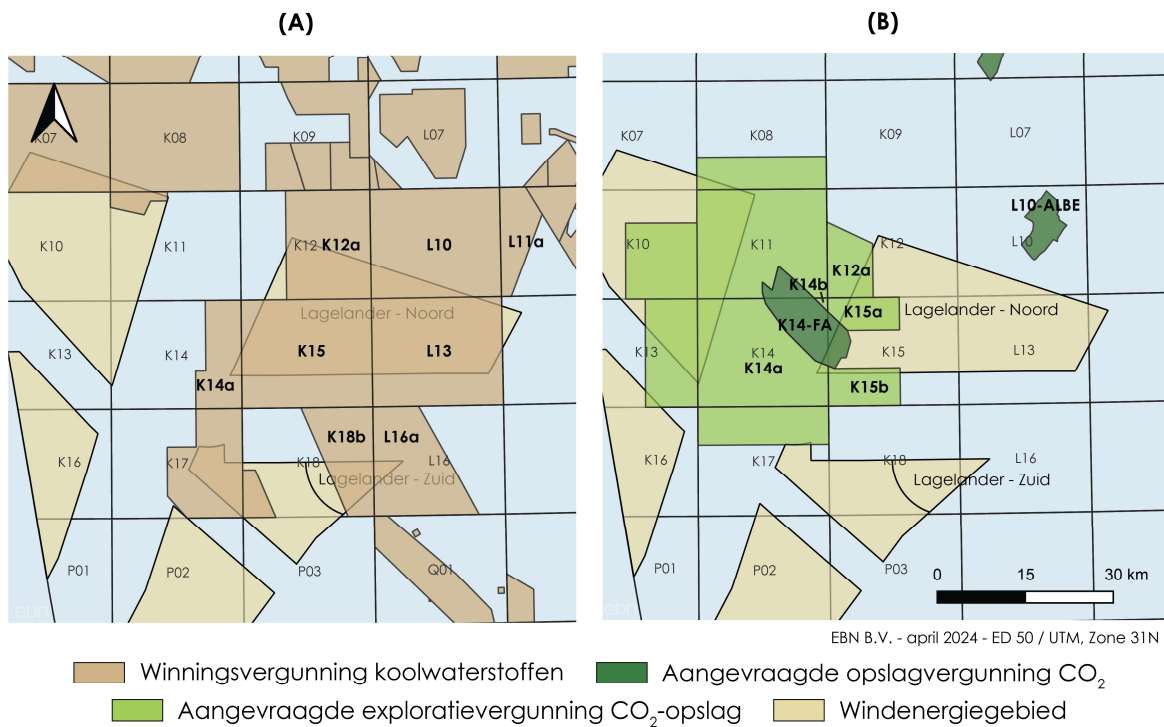 (A)
(B)
K07
K08
K09
L07
K10
K11
K12
K12a
L10
L11a
Lagelander - Noord
K13
K14
K15
L13
K14a
K18b
L16a
K16
K17
K18
L16
Lagelander - Zuid
P01
P02
P03
Q01
ebn
K07
K08
K09
L07
L10-ALBE
K10
K11
K12
L10
K12a
K14b
K15a
Lagelander - Noord
K14-FA
K13
K14
K15
L13
K14a
K15b
K16
K17
K18
L16
Lagelander - Zuid
P01
P02
P03
0 15 30 km
ebn
EBN B.V. - april 2024 - ED 50 / UTM, Zone 31N
Winningsvergunning koolwaterstoffen
Aangevraagde opslagvergunning CO2
Aangevraagde exploratievergunning CO2-opslag
Windenergiegebied